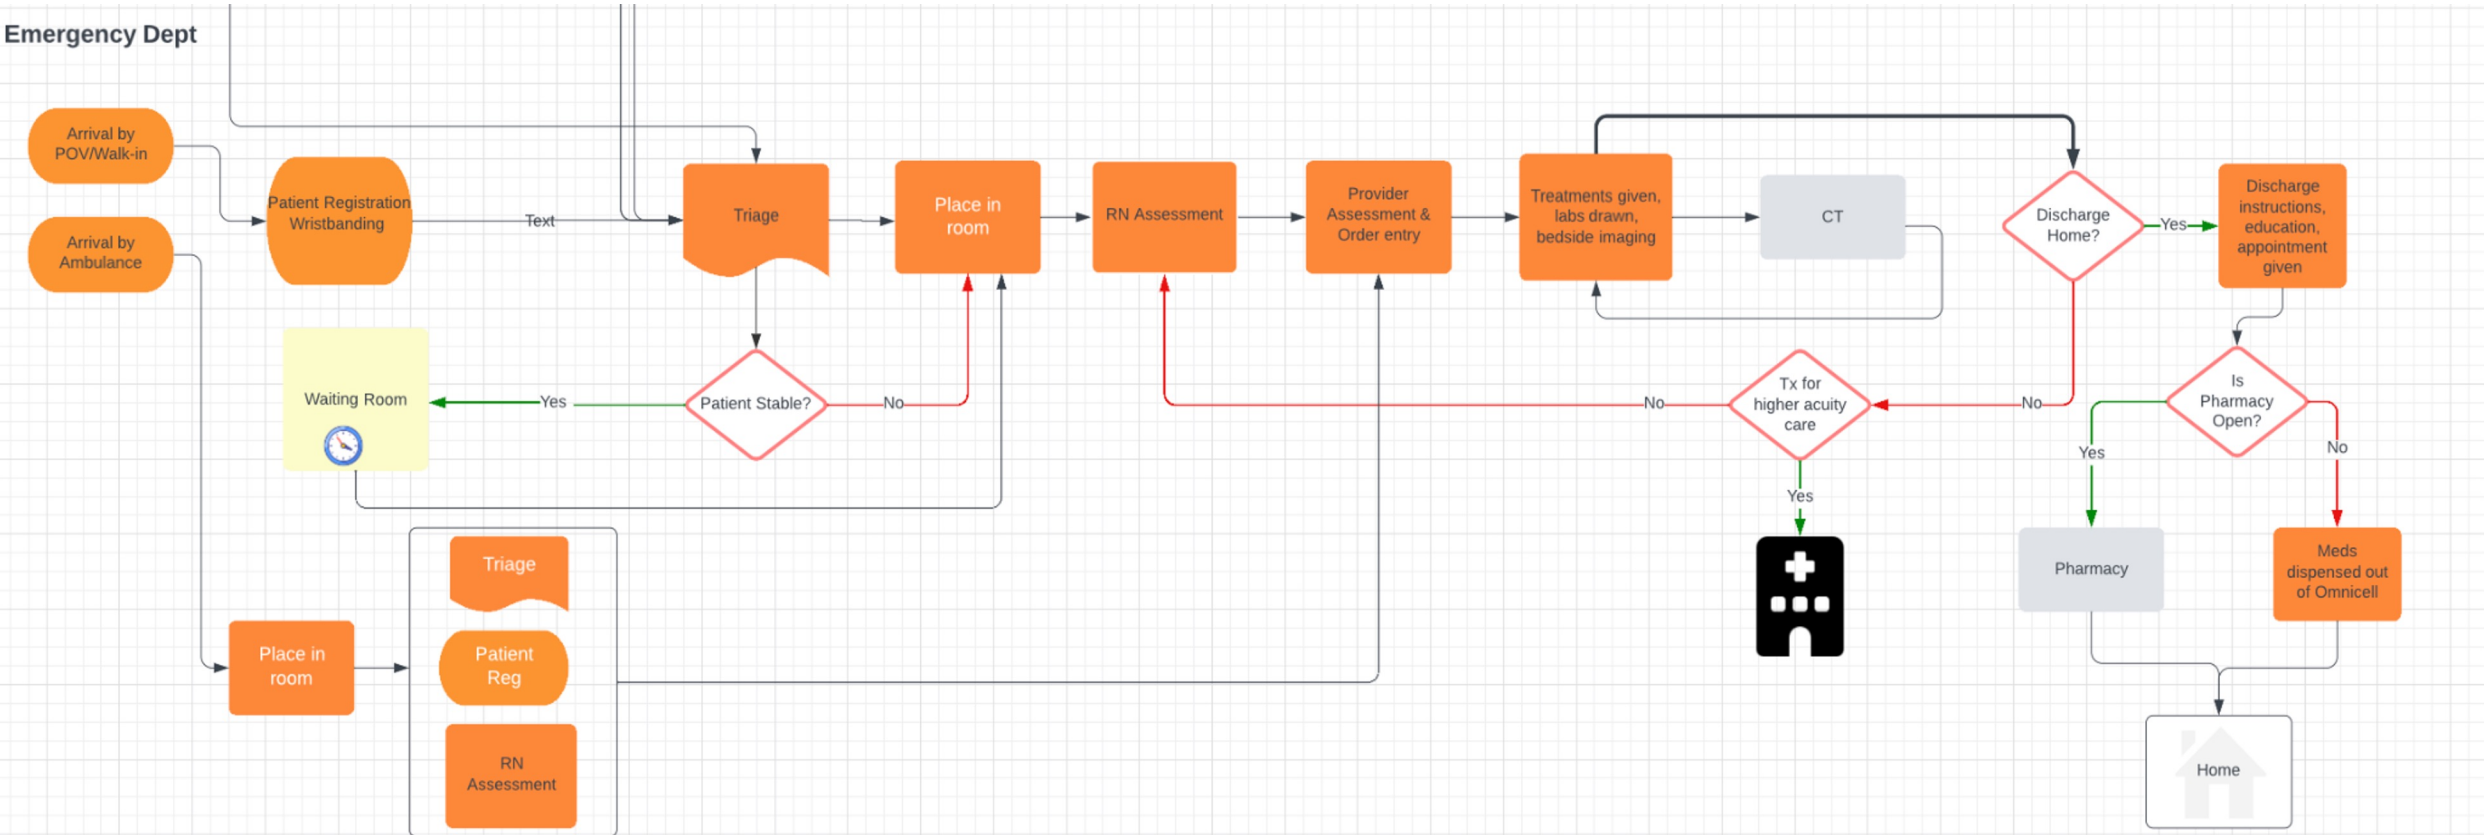 Emergency Dept
Arrival by
POV/Walk-in
Arrival by
Ambulance
Patient Registration
Wristbanding
Text
Triage
Place in
room
RN Assessment
Provider
Assessment &
Order entry
Treatments given,
labs drawn,
bedside imaging
CT
Discharge
Home?
Yes
Discharge
instructions,
education,
appointment
given
Waiting Room
Yes
Patient Stable?
No
No
Tx for
higher acuity
care
No
Is
Pharmacy
Open?
Yes
No
Yes
Triage
Patient
Reg
RN
Assessment
Place in
room
Pharmacy
Meds
dispensed out
of Omnicell
Home